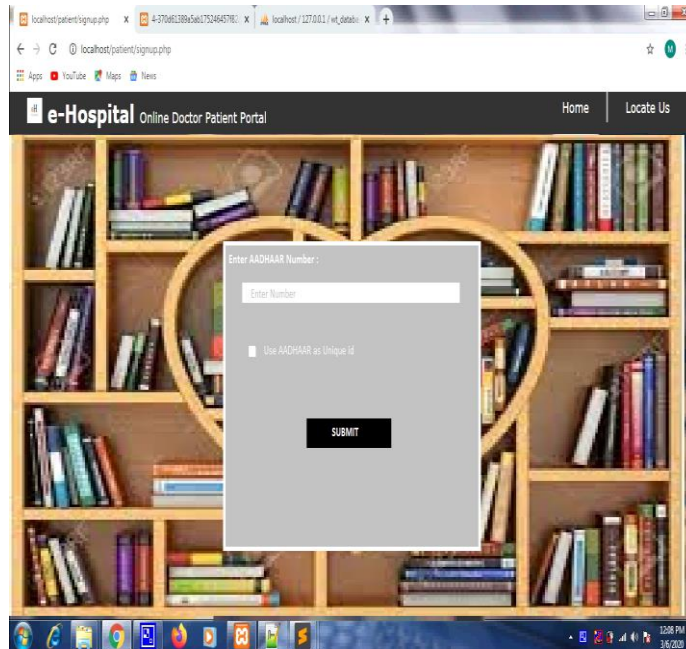 localhost/patient/signup.php
4-370d61389a5ab175246457f82
localhost / 127.0.0.1 / wt_databa
localhost/patient/signup.php
M
Apps YouTube Maps News
e-Hospital Online Doctor Patient Portal
Home
Locate Us
Enter AADHAAR Number :
Enter Number
Use AADHAAR as Unique id
SUBMIT
12:08 PM
3/6/2020